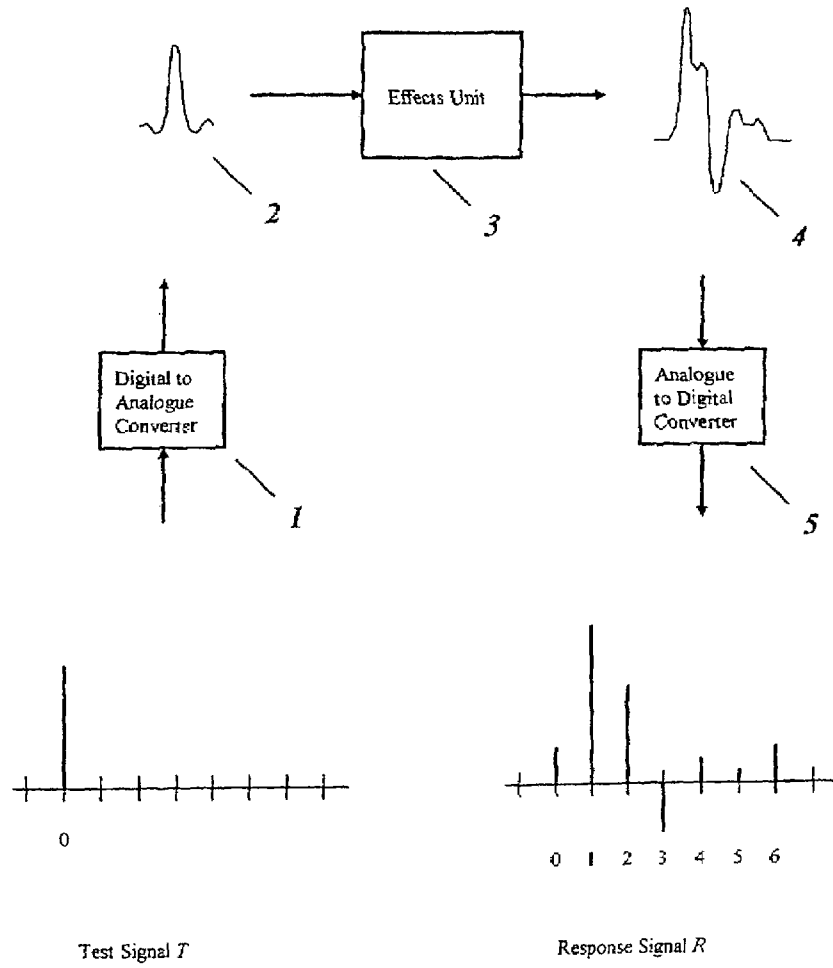 Effects Unit
2
3
4
Digital to
Analogue
Converter
Analogue
to Digital
Converter
1
5
0
0 1 2 3 4 5 6
Test Signal T
Response Signal R